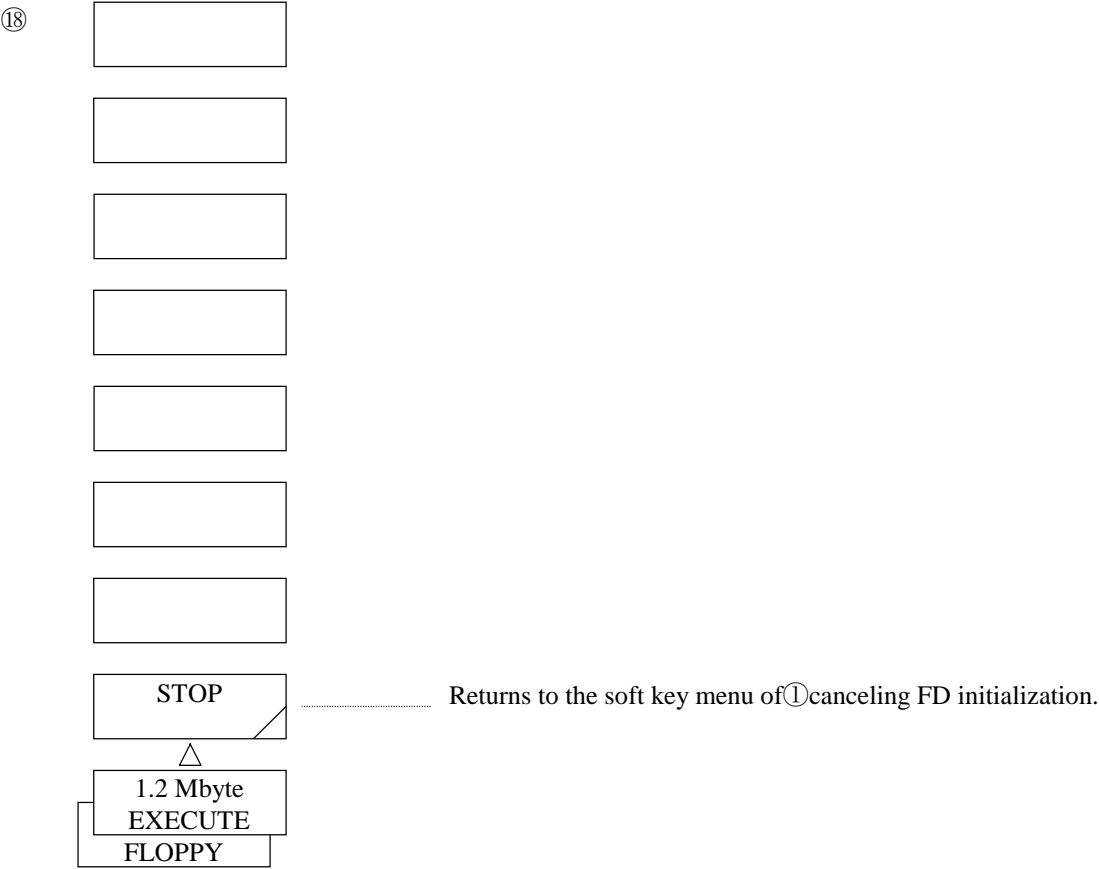 ⑱
STOP
Returns to the soft key menu of①canceling FD initialization.
1.2 Mbyte
EXECUTE
FLOPPY